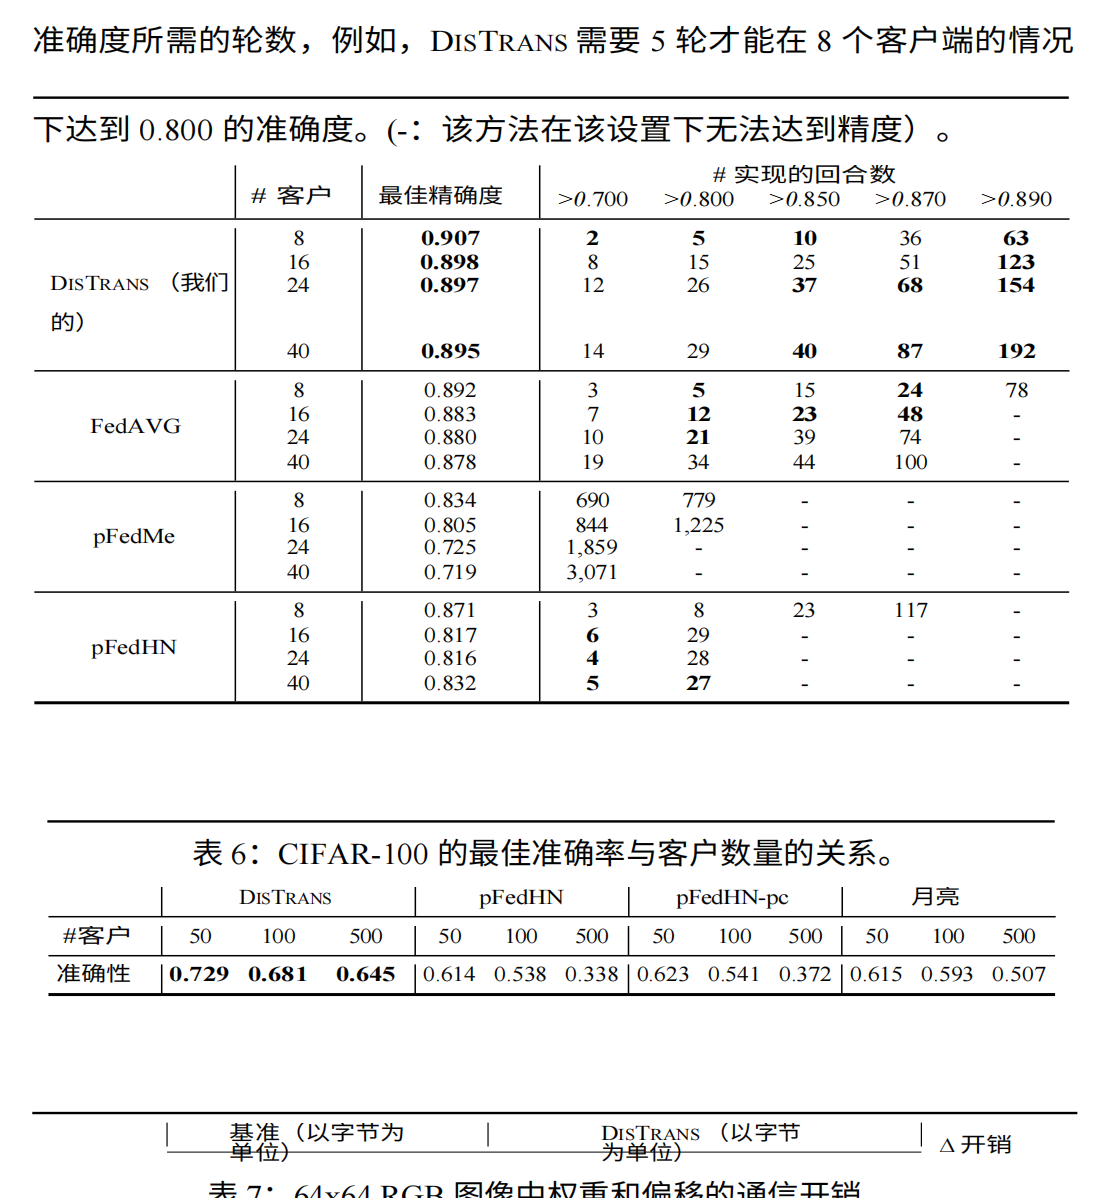 准确度所需的轮数，例如，DISTRANS 需要 5 轮才能在 8 个客户端的情况
下达到 0.800 的准确度。(-：该方法在该设置下无法达到精度）。
# 客户 最佳精确度 # 实现的回合数
>0.700 >0.800 >0.850 >0.870 >0.890
DISTRANS （我们的）
8 0.907 2 5 10 36 63
16 0.898 8 15 25 51 123
24 0.897 12 26 37 68 154
40 0.895 14 29 40 87 192
FedAVG
8 0.892 3 5 15 24 78
16 0.883 7 12 23 48 -
24 0.880 10 21 39 74 -
40 0.878 19 34 44 100 -
pFedMe
8 0.834 690 779 - - -
16 0.805 844 1,225 - - -
24 0.725 1,859 - - - -
40 0.719 3,071 - - - -
pFedHN
8 0.871 3 8 23 117 -
16 0.817 6 29 - - -
24 0.816 4 28 - - -
40 0.832 5 27 - - -
表 6：CIFAR-100 的最佳准确率与客户数量的关系。
DISTRANS pFedHN pFedHN-pc 月亮
#客户 50 100 500 50 100 500 50 100 500 50 100 500
准确性 0.729 0.681 0.645 0.614 0.538 0.338 0.623 0.541 0.372 0.615 0.593 0.507
基准（以字节为单位） DISTRANS （以字节为单位） Δ 开销
表 7：64x64 RGB 图像中权重和偏移的通信开销